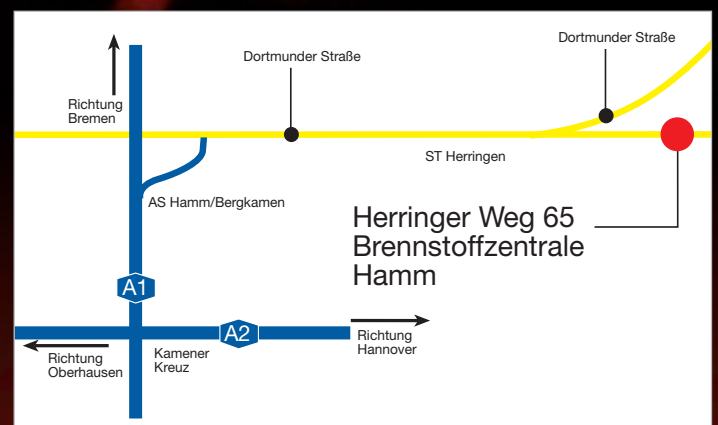 Dortmunder Straße
Dortmunder Straße
Richtung
Bremen
ST Herringen
AS Hamm/Bergkamen
Herringer Weg 65
Brennstoffzentrale
Hamm
A1
A2
Richtung
Oberhausen
Kamener
Kreuz
Richtung
Hannover